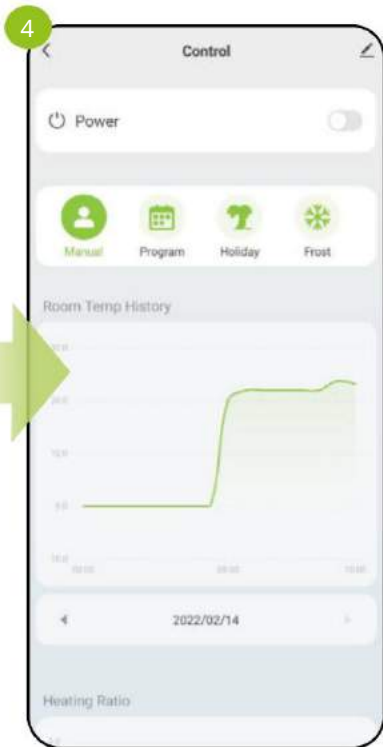 4
Control
Power
Manual Program Holiday Frost
Room Temp History
2022/02/14
Heating Ratio